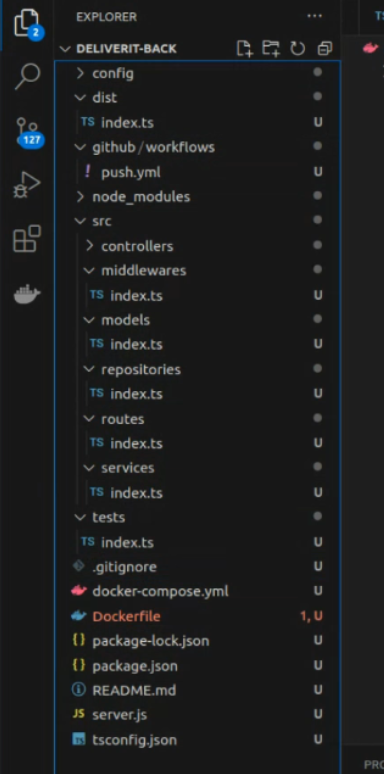 EXPLORER ...
2
DELIVERIT-BACK
config
dist
TS index.ts U
127
github / workflows
! push.yml U
node_modules
src
controllers
middlewares
TS index.ts U
models
TS index.ts U
repositories
TS index.ts U
routes
TS index.ts U
services
TS index.ts U
tests
TS index.ts U
.gitignore U
docker-compose.yml U
Dockerfile 1, U
{} package-lock.json U
{} package.json U
README.md U
JS server.js U
TS tsconfig.json U